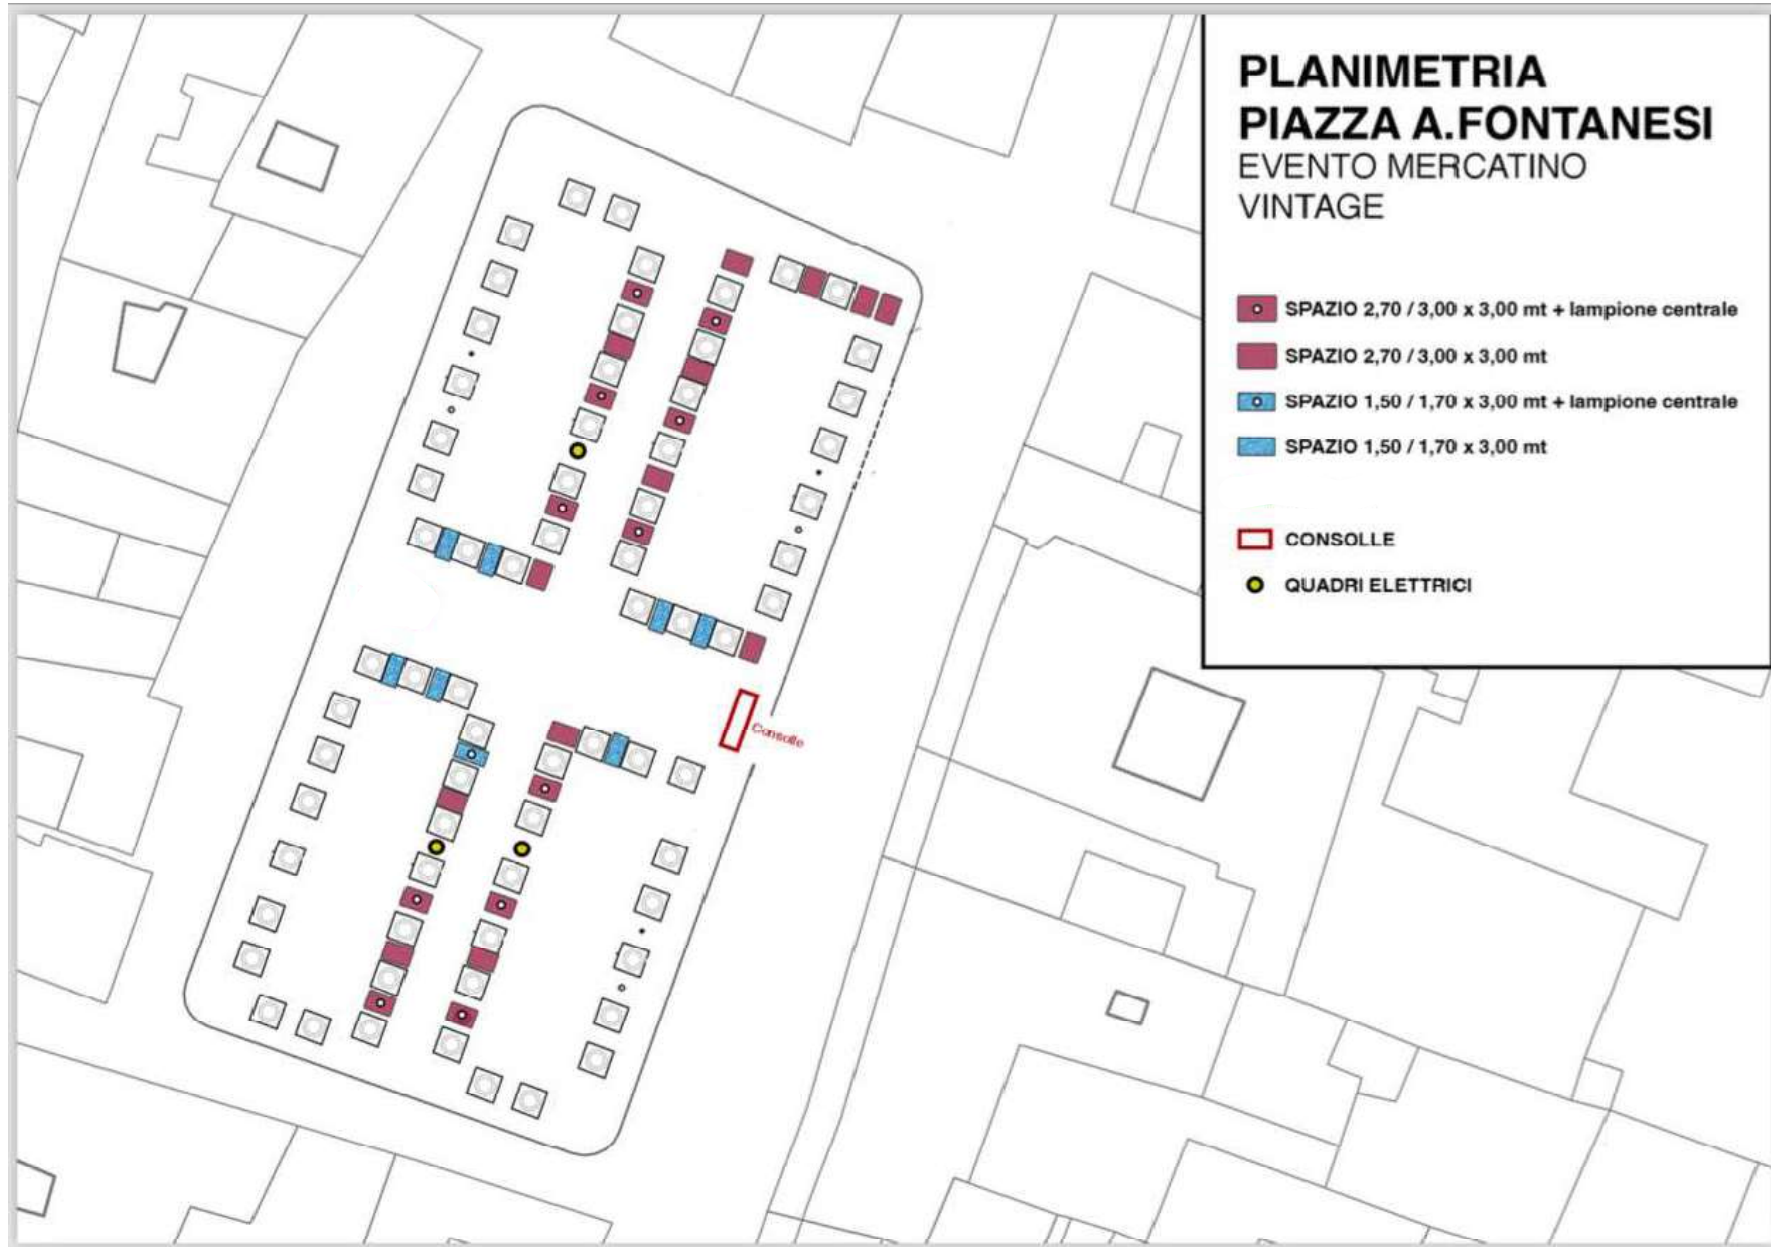 PLANIMETRIA
PIAZZA A.FONTANESI
EVENTO MERCATINO
VINTAGE
SPAZIO 2,70 / 3,00 x 3,00 mt + lampione centrale
SPAZIO 2,70 / 3,00 x 3,00 mt
SPAZIO 1,50 / 1,70 x 3,00 mt + lampione centrale
SPAZIO 1,50 / 1,70 x 3,00 mt
CONSOLLE
QUADRI ELETTRICI
Consolle